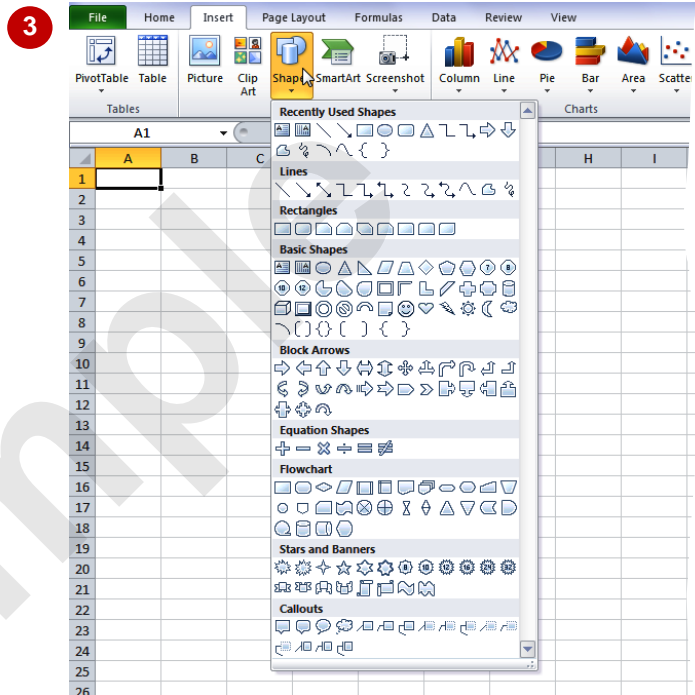 3
File Home Insert Page Layout Formulas Data Review View
PivotTable Table Picture Clip Art Shapes SmartArt Screenshot Column Line Pie Bar Area Scatte
Tables Charts
A1
A B C H I
Recently Used Shapes
Lines
Rectangles
Basic Shapes
Block Arrows
Equation Shapes
Flowchart
Stars and Banners
Callouts
1
2
3
4
5
6
7
8
9
10
11
12
13
14
15
16
17
18
19
20
21
22
23
24
25
26
mple